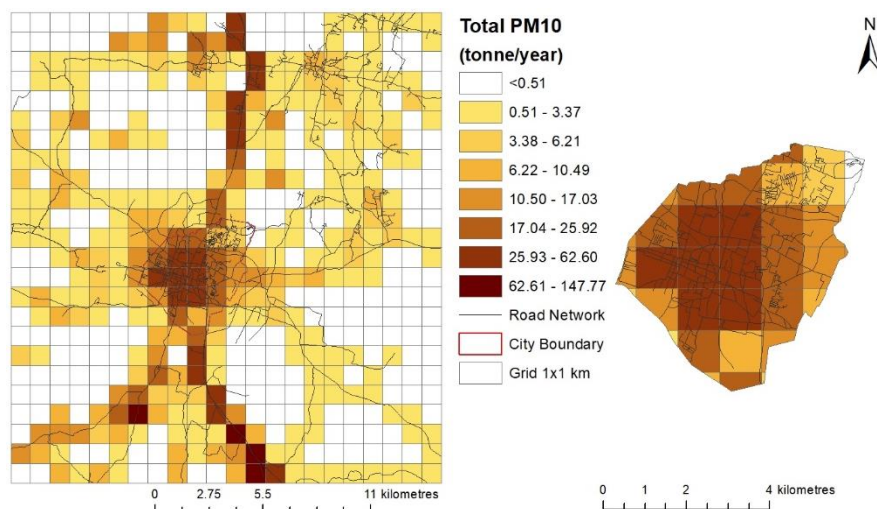 Total PM10
(tonne/year)
<0.51
0.51 - 3.37
3.38 - 6.21
6.22 - 10.49
10.50 - 17.03
17.04 - 25.92
25.93 - 62.60
62.61 - 147.77
Road Network
City Boundary
Grid 1x1 km
N
0 2.75 5.5 11 kilometres
0 1 2 4 kilometres